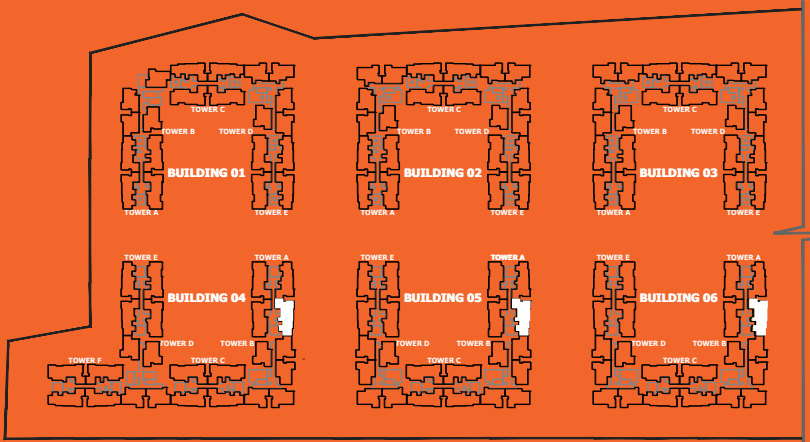 TOWER C
TOWER B TOWER D
BUILDING 01
TOWER A TOWER E
TOWER C
TOWER B TOWER D
BUILDING 02
TOWER A TOWER E
TOWER C
TOWER B TOWER D
BUILDING 03
TOWER A TOWER E
TOWER E TOWER A
BUILDING 04
TOWER D TOWER B
TOWER F TOWER C
TOWER E TOWER A
BUILDING 05
TOWER D TOWER B
TOWER C
TOWER E TOWER A
BUILDING 06
TOWER D TOWER B
TOWER C